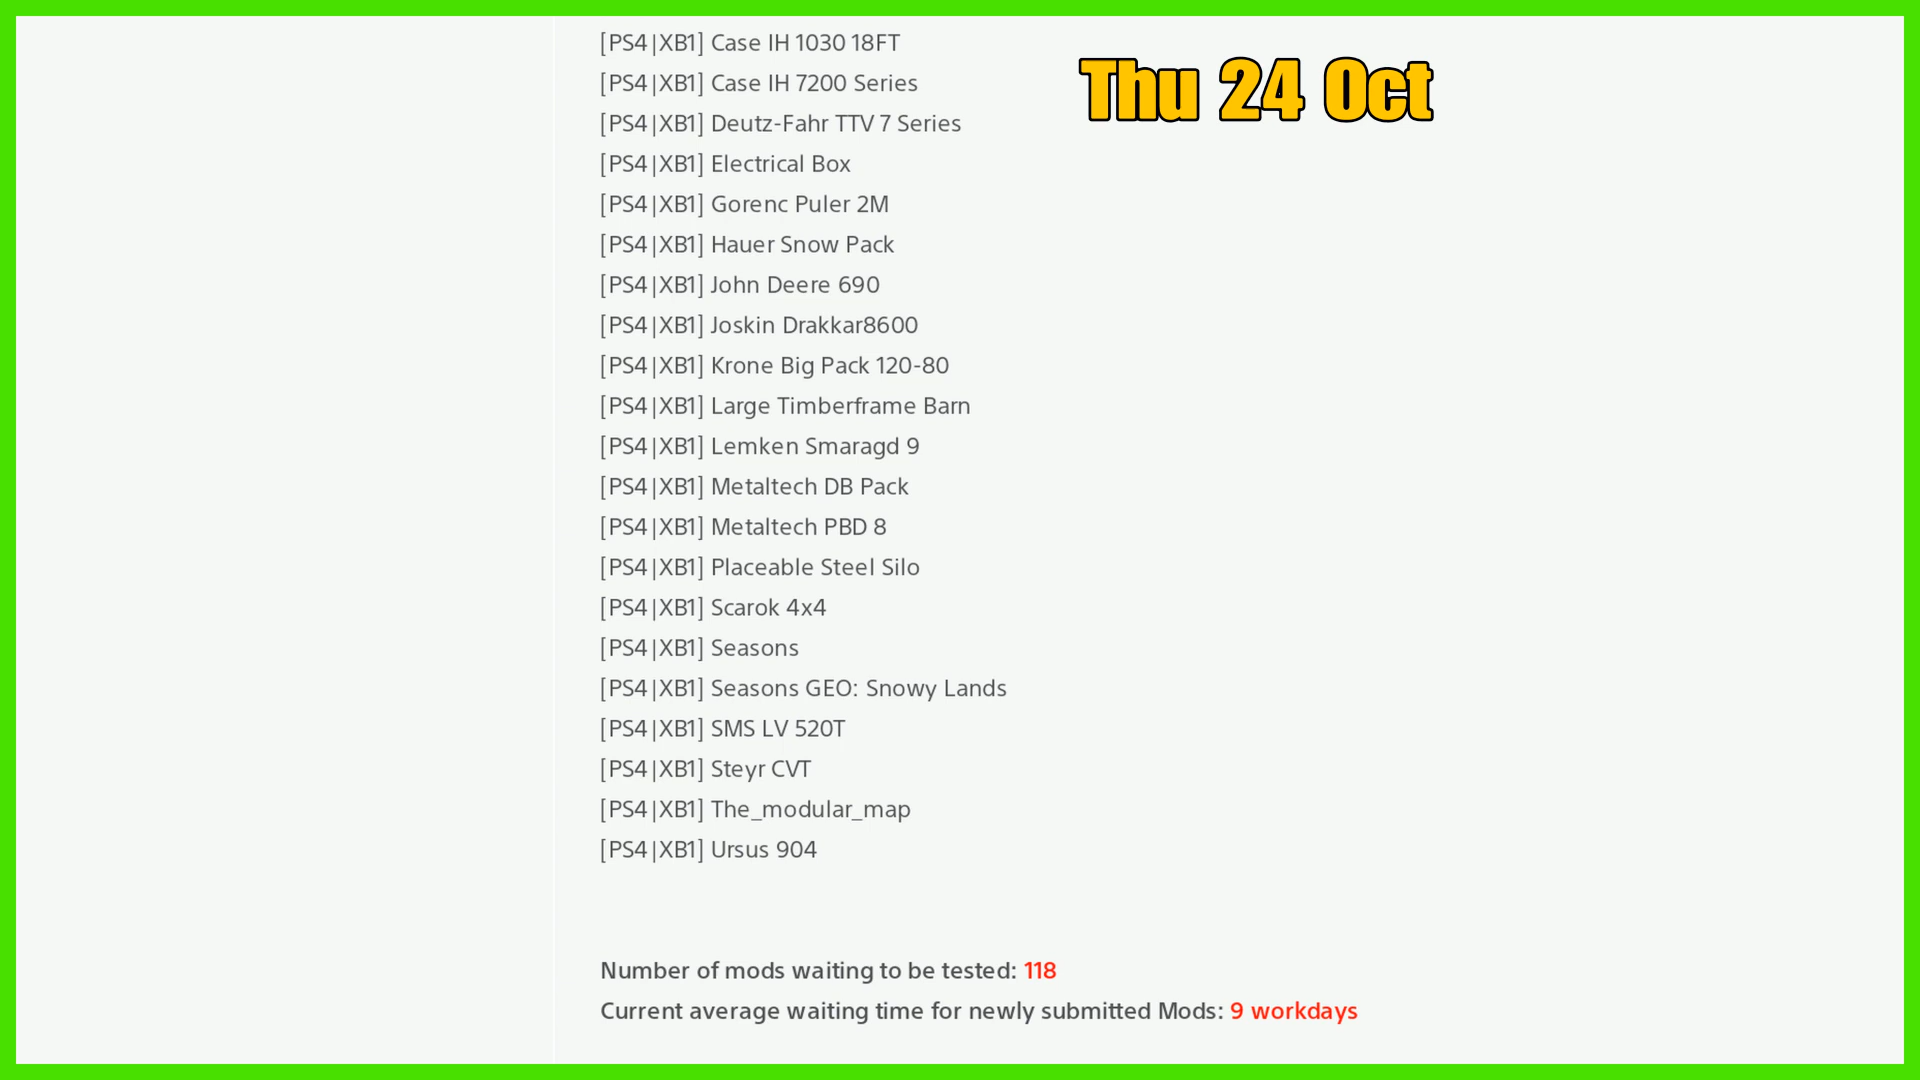 [PS4|XB1] Case IH 1030 18FT
Thu 24 Oct
[PS4|XB1] Case IH 7200 Series
[PS4|XB1] Deutz-Fahr TTV 7 Series
[PS4|XB1] Electrical Box
[PS4|XB1] Gorenc Puler 2M
[PS4|XB1] Hauer Snow Pack
[PS4|XB1] John Deere 690
[PS4|XB1] Joskin Drakkar8600
[PS4|XB1] Krone Big Pack 120-80
[PS4|XB1] Large Timberframe Barn
[PS4|XB1] Lemken Smaragd 9
[PS4|XB1] Metaltech DB Pack
[PS4|XB1] Metaltech PBD 8
[PS4|XB1] Placeable Steel Silo
[PS4|XB1] Scarok 4x4
[PS4|XB1] Seasons
[PS4|XB1] Seasons GEO: Snowy Lands
[PS4|XB1] SMS LV 520T
[PS4|XB1] Steyr CVT
[PS4|XB1] The_modular_map
[PS4|XB1] Ursus 904
Number of mods waiting to be tested: 118
Current average waiting time for newly submitted Mods: 9 workdays